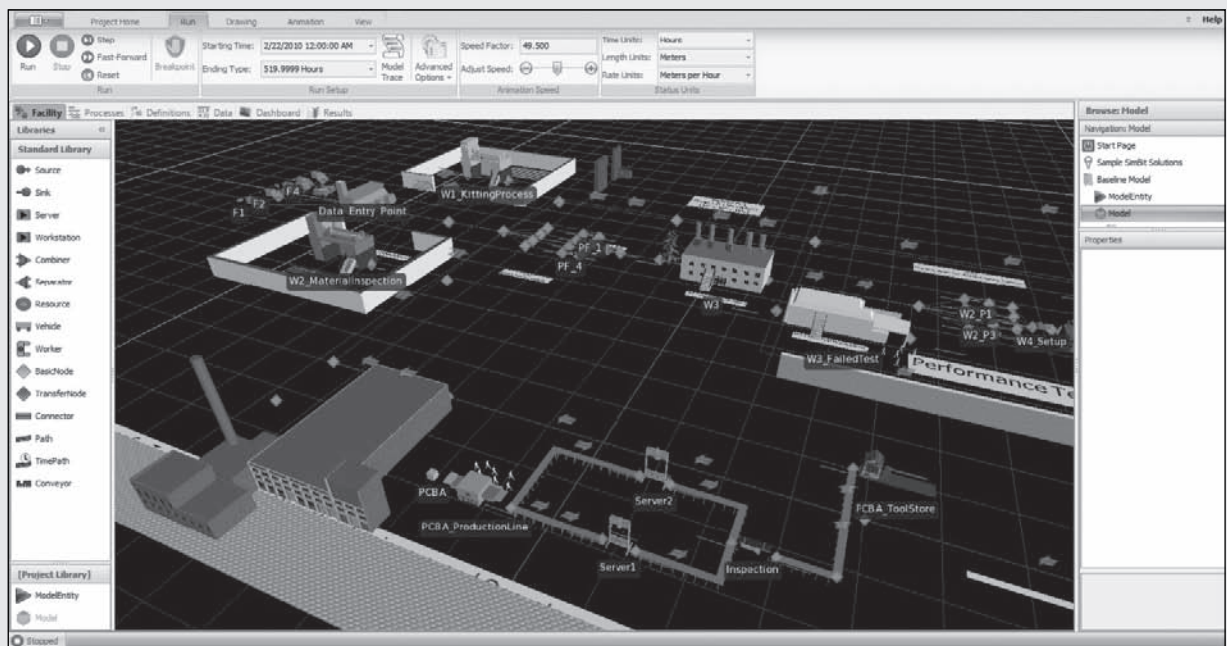 Project Home Run Drawing Animation View Help
Step
Fast-Forward
Reset
Run Stop Breakpoint
Run
Starting Time: 2/22/2010 12:00:00 AM
Ending Type: 519.9999 Hours
Model Trace
Advanced Options
Run Setup
Speed Factor: 49.500
Adjust Speed:
Animation Speed
Time Units: Hours
Length Units: Meters
Rate Units: Meters per Hour
Status Units
Facility Processes Definitions Data Dashboard Results
Libraries
Standard Library
Source
Sink
Server
Workstation
Combiner
Separator
Resource
Vehicle
Worker
BasicNode
TransferNode
Connector
Path
TimePath
Conveyor
[Project Library]
ModelEntity
Model
Stopped
W1_KittingProcess
F4
F2
F1
Data_Entry_Point
W2_MaterialInspection
PF_1
PF_4
W3
W3_FailedTest
W2_P1
W2_P3
W4_Setup
Performance Te
PCBA
PCBA_ProductionLine
Server2
Server1
Inspection
PCBA_ToolStore
Browse: Model
Navigation: Model
Start Page
Sample SimBit Solutions
Baseline Model
ModelEntity
Model
Properties